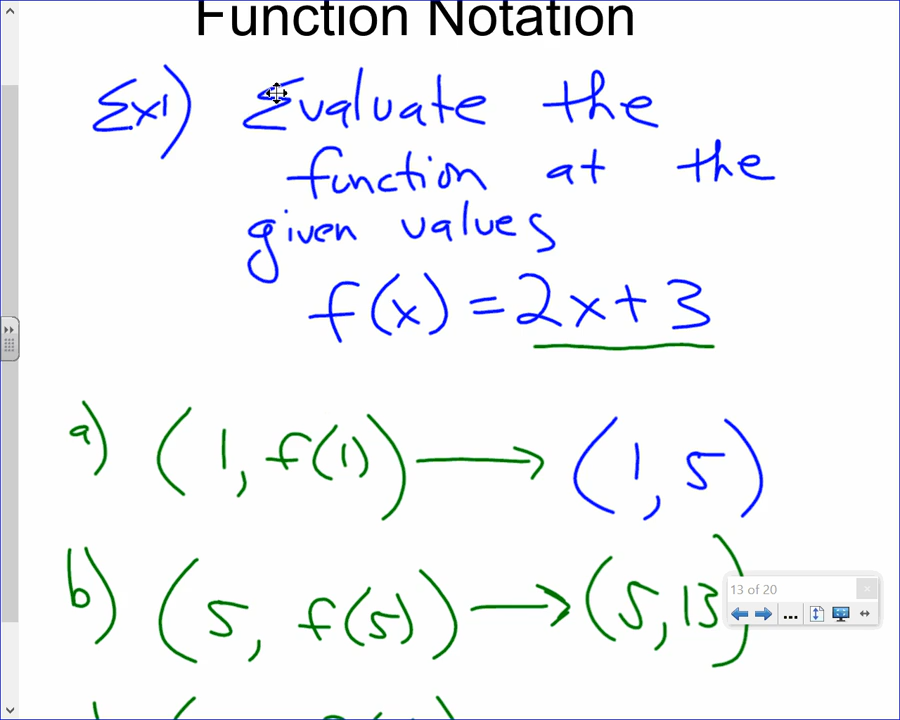 Function Notation
Ex1) Evaluate the
function at the
given values
f(x) = 2x + 3
a) (1, f(1)) → (1, 5)
b) (5, f(5)) → (5, 13)
13 of 20